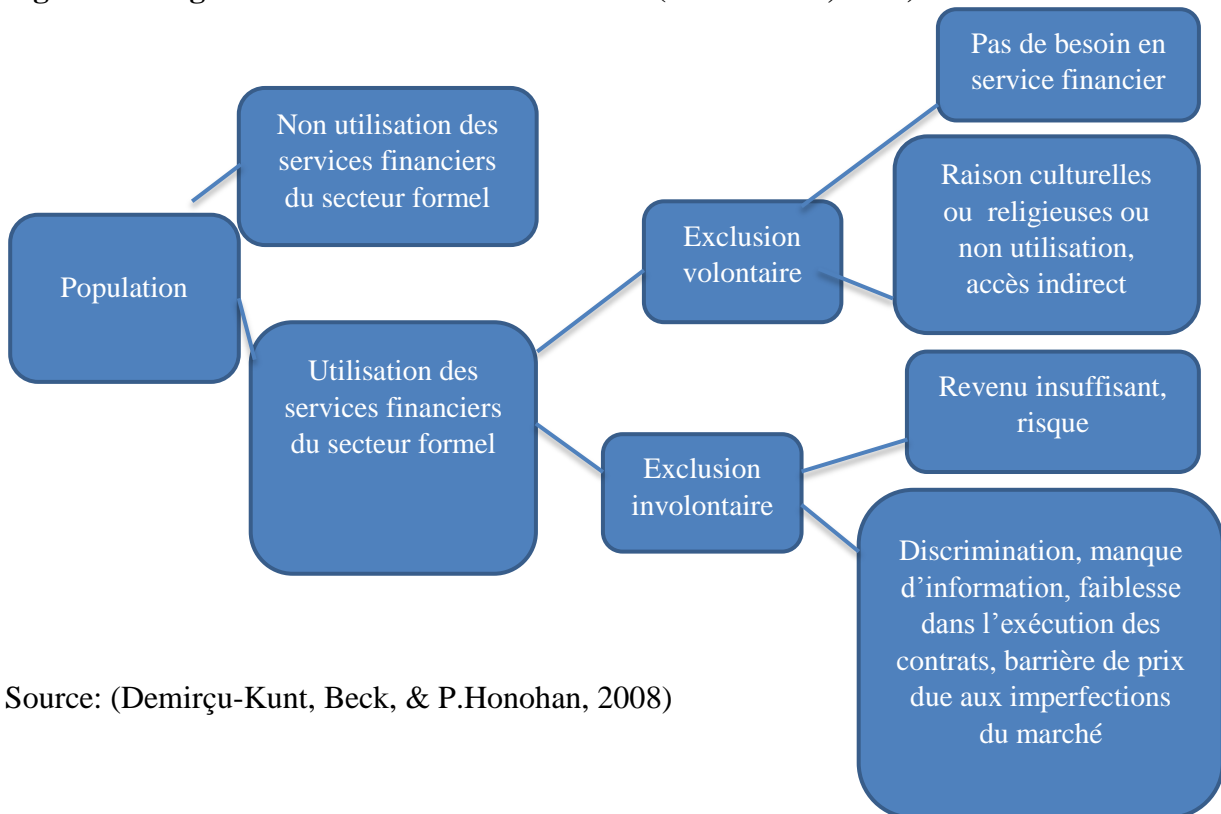 Pas de besoin en
service financier
Non utilisation des
services financiers
du secteur formel
Raison culturelles
ou religieuses ou
non utilisation,
accès indirect
Exclusion
volontaire
Population
Utilisation des
services financiers
du secteur formel
Revenu insuffisant,
risque
Exclusion
involontaire
Discrimination, manque
d’information, faiblesse
dans l’exécution des
contrats, barrière de prix
due aux imperfections
du marché
Source: (Demirçu-Kunt, Beck, & P.Honohan, 2008)